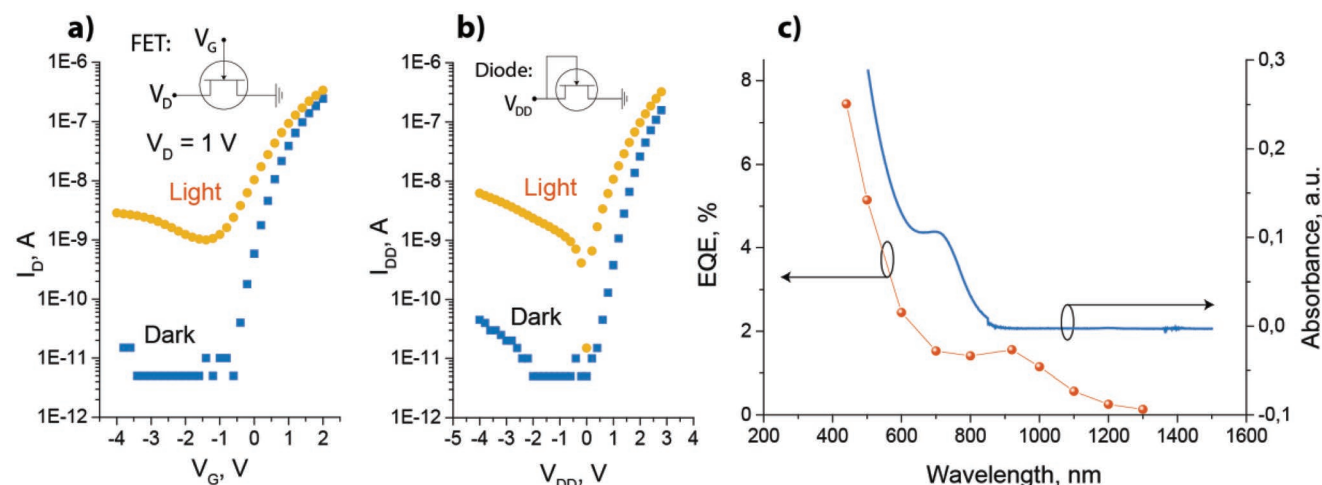 a)
FET:
V_G
V_D
V_D = 1 V
Light
Dark
1E-6
1E-7
1E-8
1E-9
1E-10
1E-11
1E-12
I_D, A
-4 -3 -2 -1 0 1 2
V_G, V
b)
Diode:
V_DD
Light
Dark
1E-6
1E-7
1E-8
1E-9
1E-10
1E-11
1E-12
I_DD, A
-5 -4 -3 -2 -1 0 1 2 3 4
V_DD, V
c)
8
6
4
2
0
EQE, %
0,3
0,2
0,1
0,0
-0,1
Absorbance, a.u.
200 400 600 800 1000 1200 1400 1600
Wavelength, nm